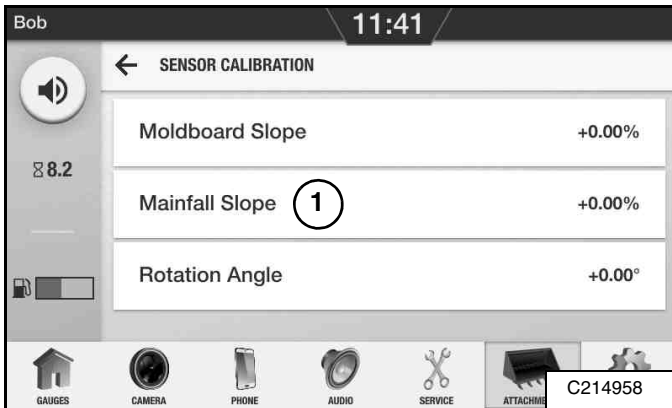 Bob
11:41
SENSOR CALIBRATION
Moldboard Slope +0.00%
8.2
Mainfall Slope 1 +0.00%
Rotation Angle +0.00°
GAUGES CAMERA PHONE AUDIO SERVICE
C214958